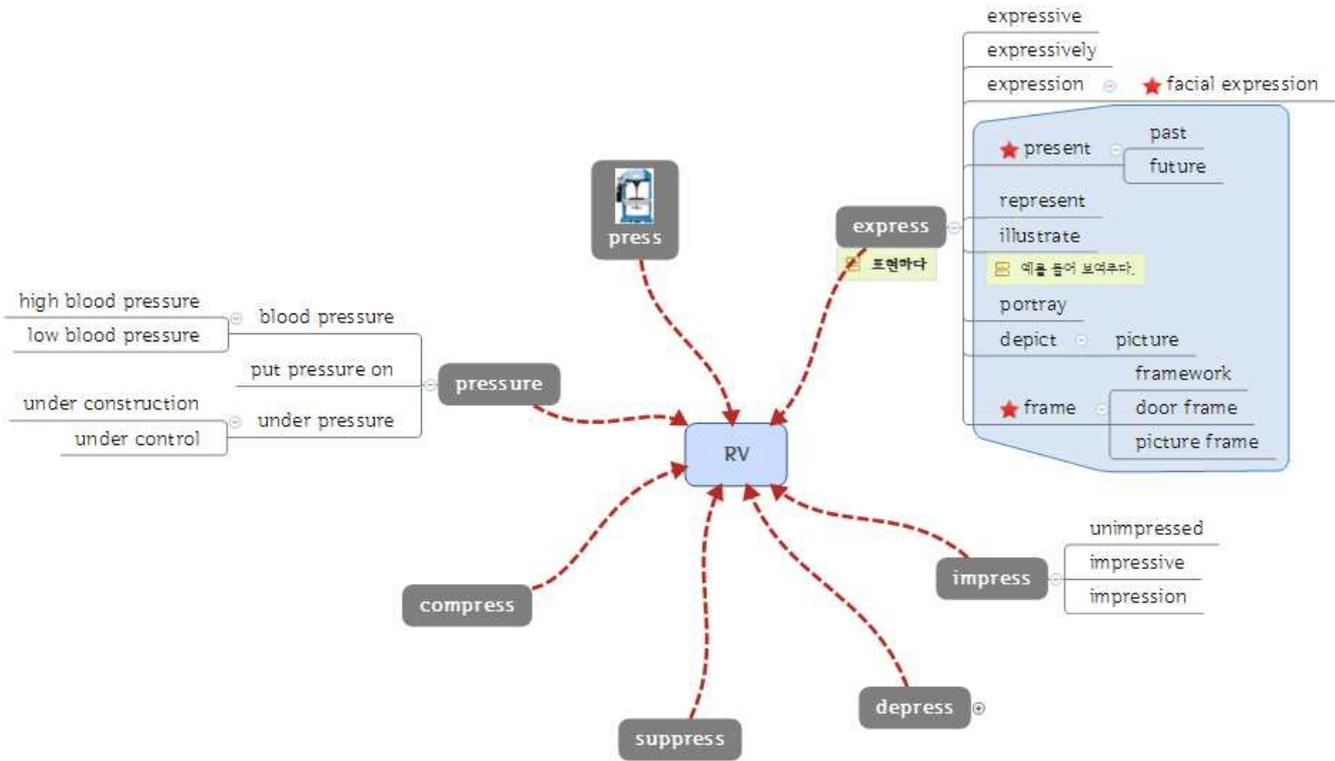 press
express
표현하다
expressive
expressively
expression
facial expression
present
past
future
represent
illustrate
예를 들어 보여주다.
portray
depict
picture
frame
framework
door frame
picture frame
pressure
blood pressure
high blood pressure
low blood pressure
put pressure on
under pressure
under construction
under control
RV
impress
unimpressed
impressive
impression
compress
depress
suppress